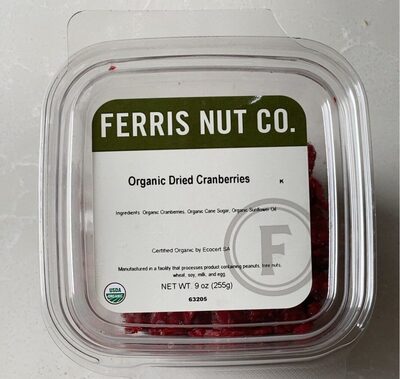 FERRIS NUT CO.
Organic Dried Cranberries K
Ingredients: Organic Cranberries, Organic Cane Sugar, Organic Sunflower Oil
Certified Organic by Ecocert SA
F
Manufactured in a facility that processes product containing peanuts, tree nuts,
wheat, soy, milk, and egg
USDA
ORGANIC
NET WT. 9 oz (255g)
63205